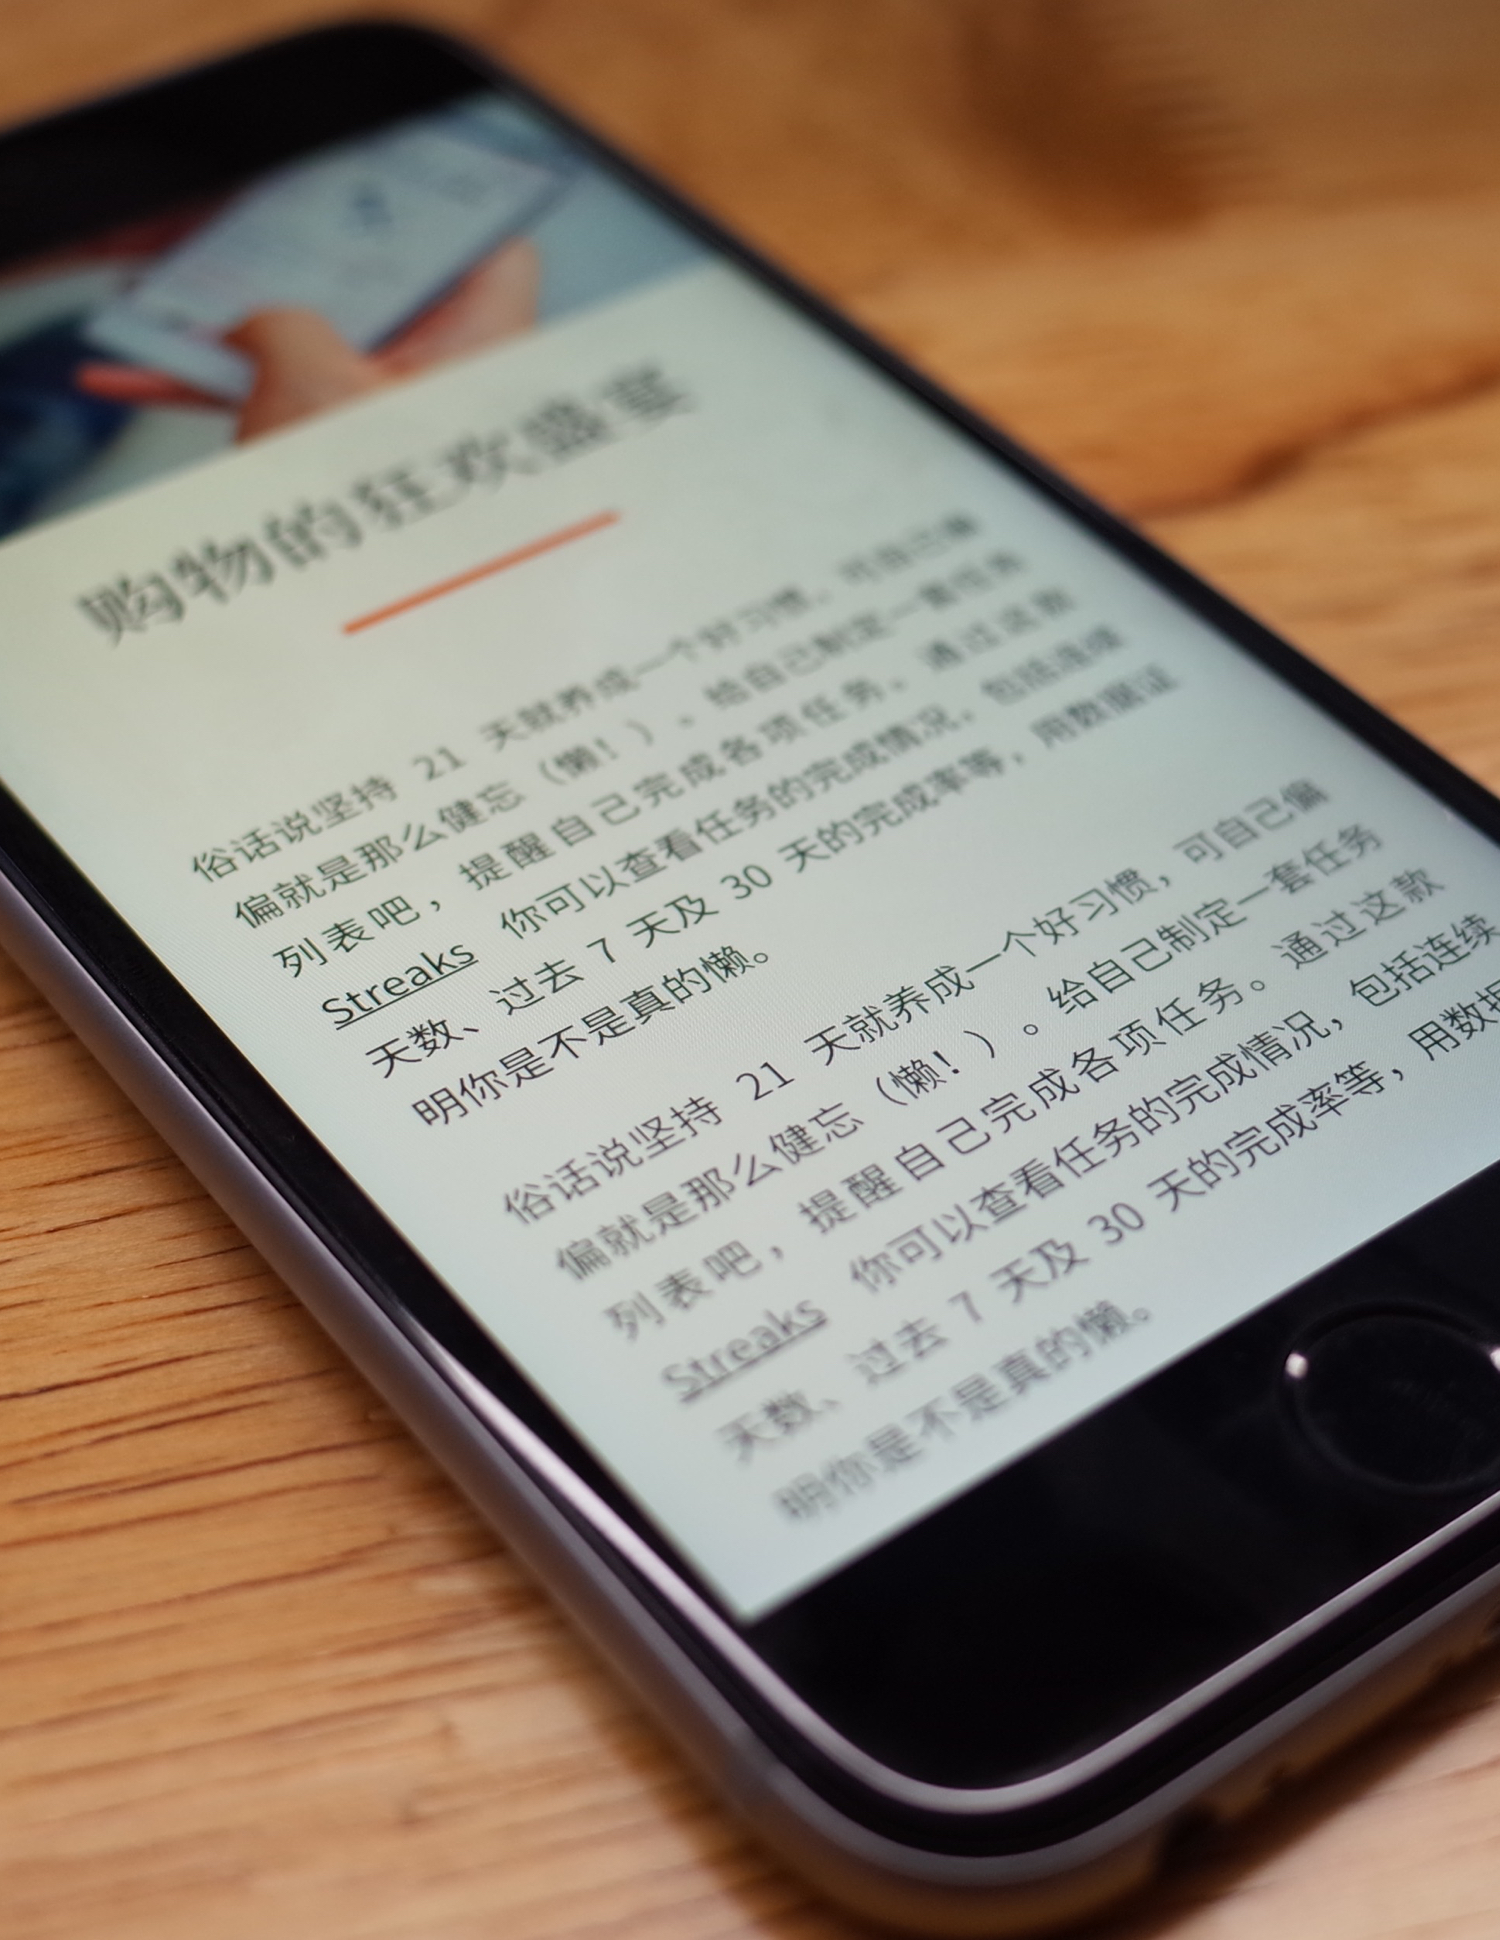 购物的狂欢盛宴
俗话说坚持 21 天就养成一个好习惯，可自己偏
偏就是那么健忘（懒！）。给自己制定一套任务
列表吧，提醒自己完成各项任务。通过这款
Streaks 你可以查看任务的完成情况，包括连续
天数、过去 7 天及 30 天的完成率等，用数据证
明你是不是真的懒。
俗话说坚持 21 天就养成一个好习惯，可自己偏
偏就是那么健忘（懒！）。给自己制定一套任务
列表吧，提醒自己完成各项任务。通过这款
Streaks 你可以查看任务的完成情况，包括连续
天数、过去 7 天及 30 天的完成率等，用数据
明你是不是真的懒。